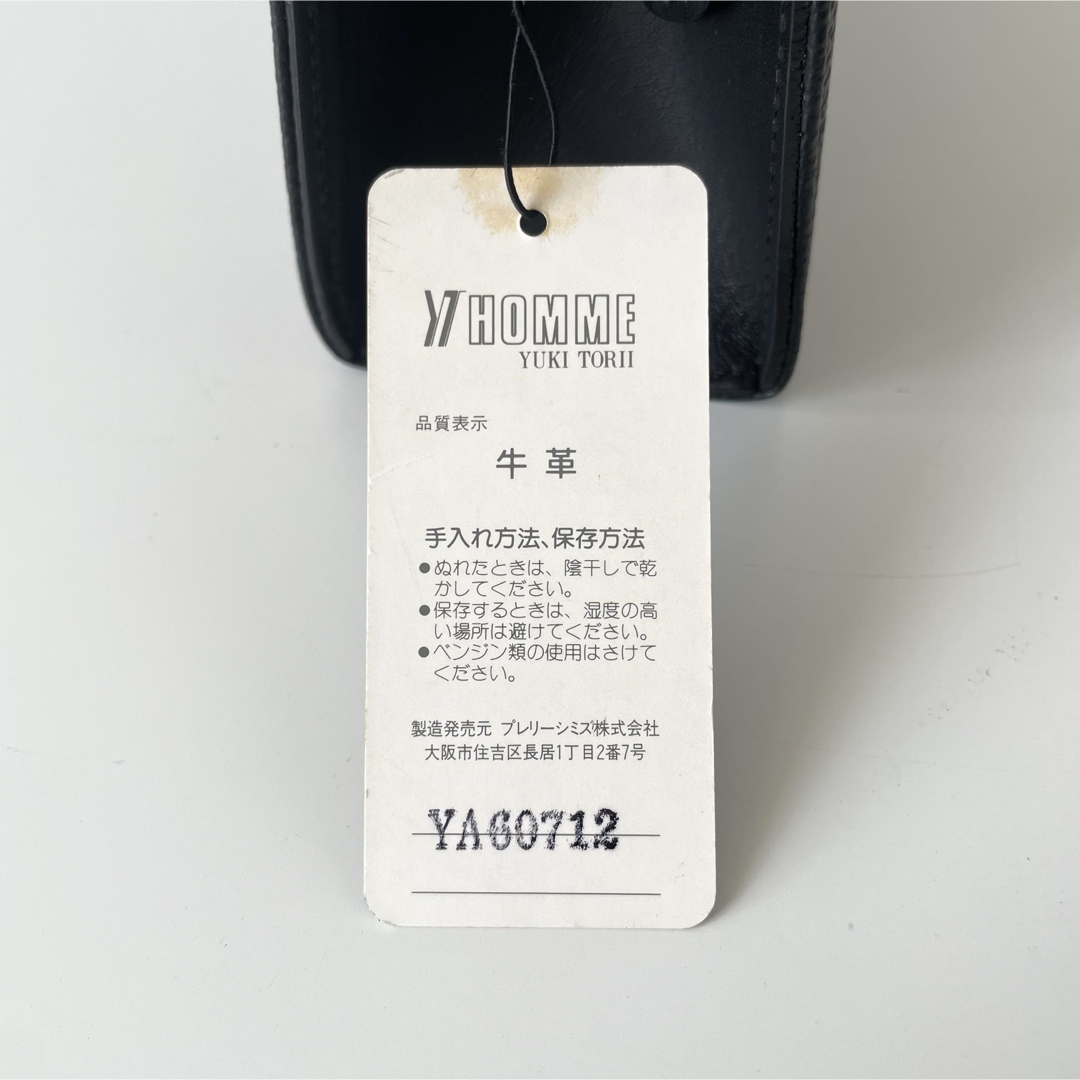 YT HOMME
YUKI TORII
品質表示
牛革
手入れ方法、保存方法
●ぬれたときは、陰干しで乾
かしてください。
●保存するときは、湿度の高
い場所は避けてください。
●ベンジン類の使用はさけて
ください。
製造発売元 プレリーシミズ株式会社
大阪市住吉区長居1丁目2番7号
YA60712